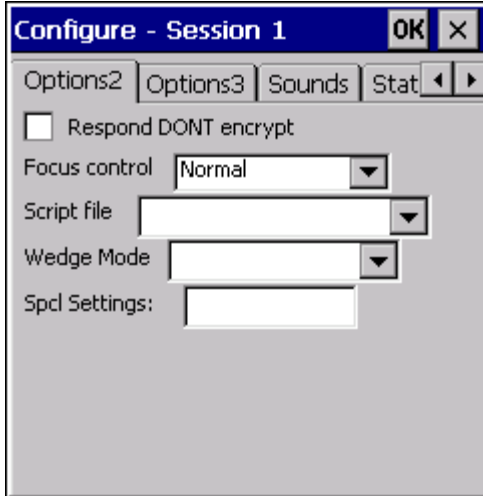 Configure - Session 1 OK
Options2 Options3 Sounds Stat
Respond DONT encrypt
Focus control Normal
Script file
Wedge Mode
Spcl Settings: